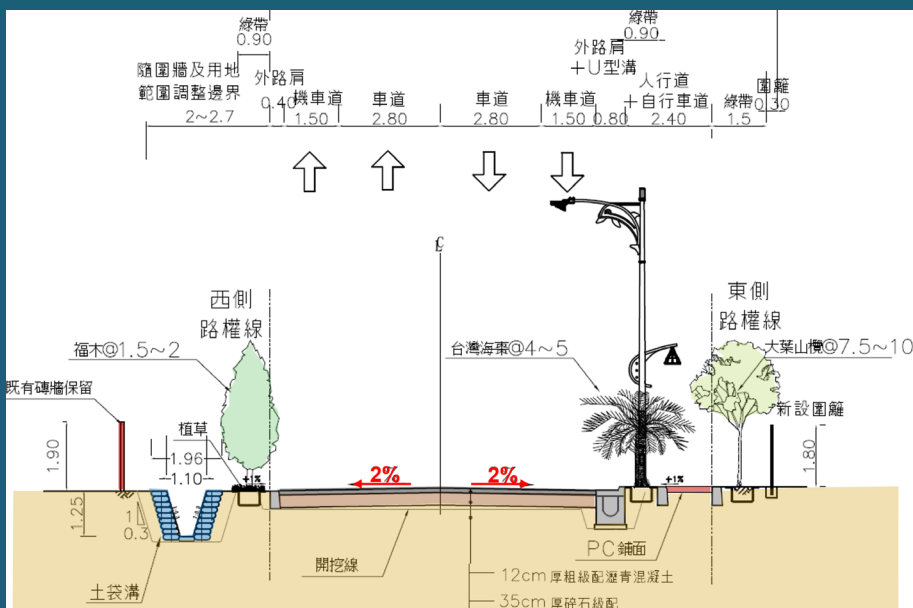 綠帶
0.90
綠帶
0.90
外路肩
+U型溝
隨圍牆及用地
範圍調整邊界
2~2.7
外路肩
0.40
機車道
1.50
車道
2.80
車道
2.80
機車道
1.50
0.80
人行道
+自行車道
2.40
綠帶
1.5
圍籬
0.30
西側
路權線
東側
路權線
福木@1.5~2
台灣海棗@4~5
大葉山欖@7.5~10
既有磚牆保留
新設圍籬
植草
1.90
1.96
1.10
+1%
2%
2%
+1%
1.80
1.25
1
0.3
土袋溝
開挖線
PC鋪面
12cm 厚粗級配瀝青混凝土
35cm 厚碎石級配